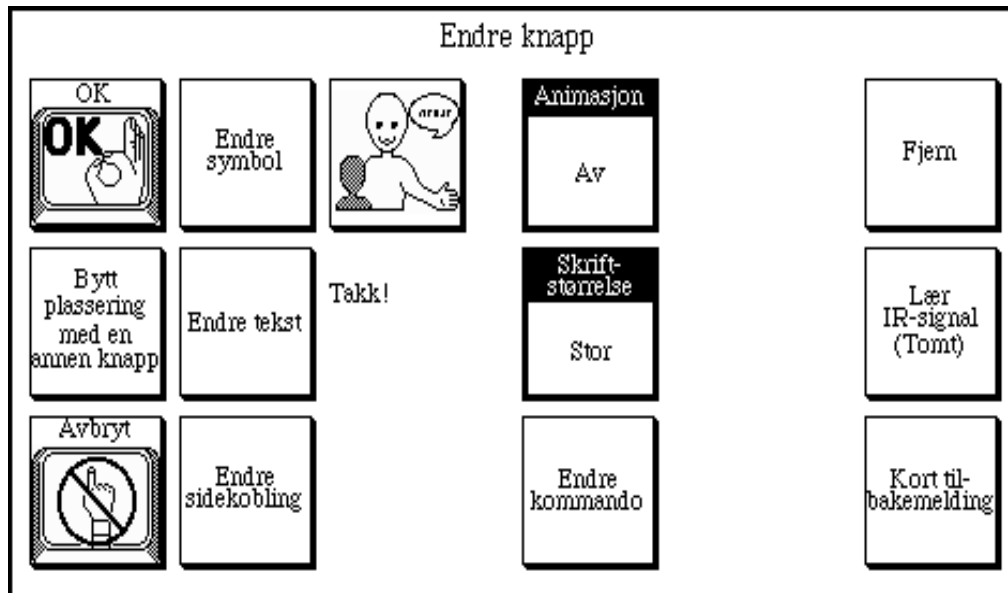 Endre knapp
OK
OK
Endre
symbol
Animasjon
Av
Fjern
Bytt
plassering
med en
annen knapp
Endre tekst
Takk!
Skrift-
størrelse
Stor
Lær
IR-signal
(Tomt)
Avbryt
Endre
sidekobling
Endre
kommando
Kort til-
bakemelding